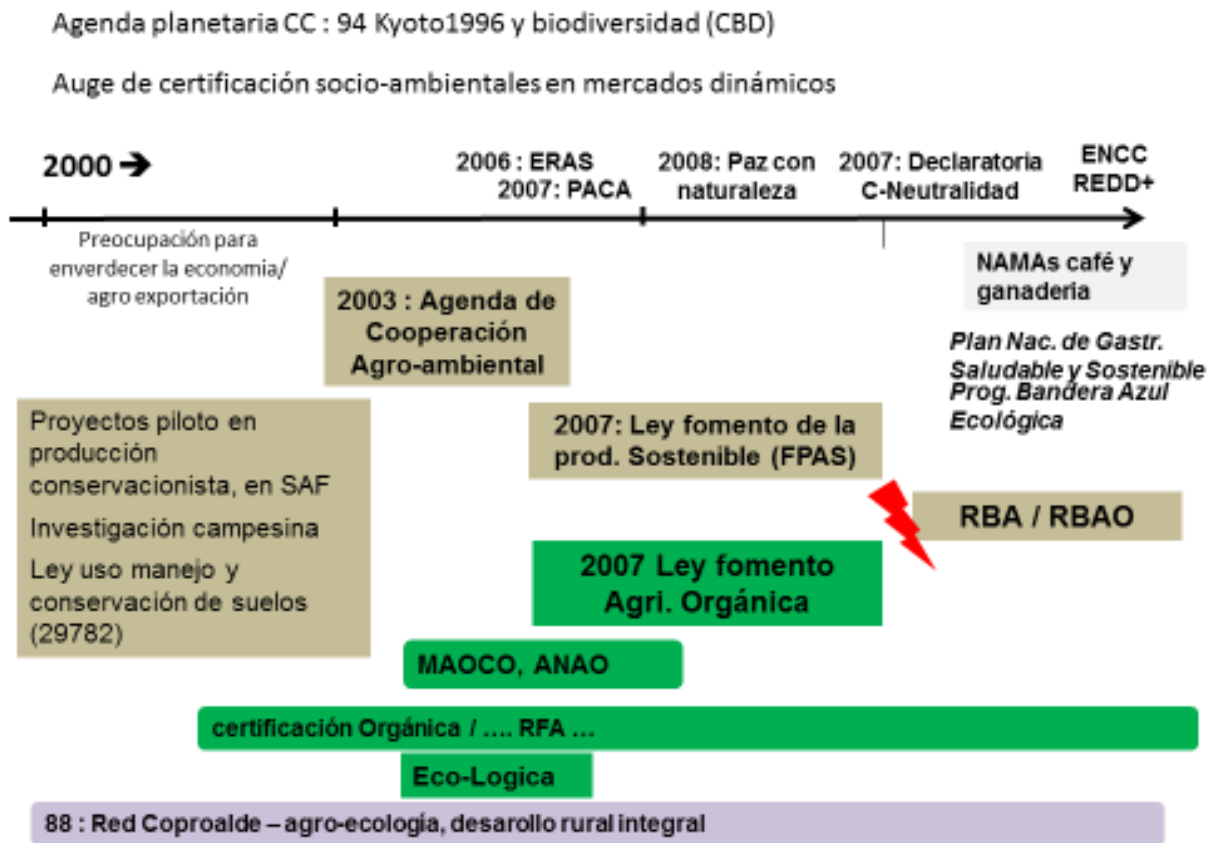 Agenda planetaria CC : 94 Kyoto1996 y biodiversidad (CBD)
Auge de certificación socio-ambientales en mercados dinámicos
2000 →
2006 : ERAS
2007: PACA
2008: Paz con
naturaleza
2007: Declaratoria
C-Neutralidad
ENCC
REDD+
Preocupación para
enverdecer la economia/
agro exportación
NAMAs café y
ganaderia
2003 : Agenda de
Cooperación
Agro-ambiental
Plan Nac. de Gastr.
Saludable y Sostenible
Prog. Bandera Azul
Ecológica
Proyectos piloto en
producción
conservacionista, en SAF
Investigación campesina
Ley uso manejo y
conservación de suelos
(29782)
2007: Ley fomento de la
prod. Sostenible (FPAS)
RBA / RBAO
2007 Ley fomento
Agri. Orgánica
MAOCO, ANAO
certificación Orgánica / .... RFA ...
Eco-Logica
88 : Red Coproalde – agro-ecología, desarollo rural integral